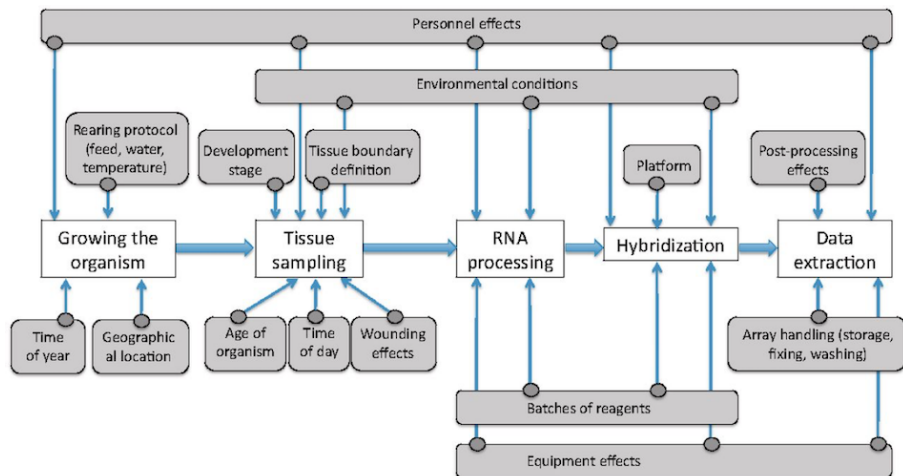 Personnel effects
Environmental conditions
Rearing protocol
(feed, water,
temperature)
Development
stage
Tissue boundary
definition
Platform
Post-processing
effects
Growing the
organism
Tissue
sampling
RNA
processing
Hybridization
Data
extraction
Time
of year
Geographic
al location
Age of
organism
Time
of day
Wounding
effects
Array handling (storage,
fixing, washing)
Batches of reagents
Equipment effects